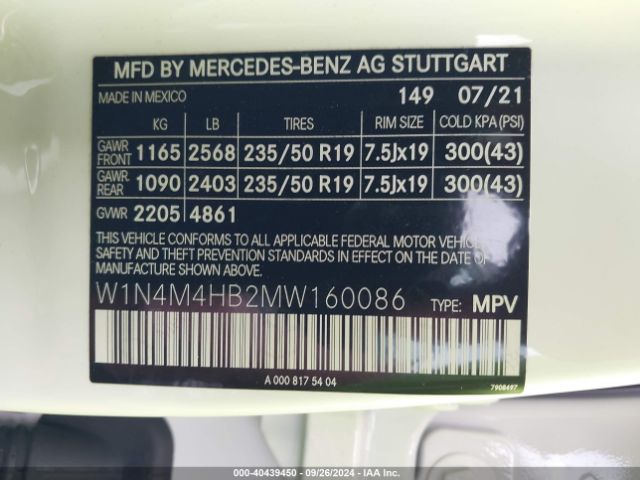 MFD BY MERCEDES-BENZ AG STUTTGART
MADE IN MEXICO 149 07/21
KG LB TIRES RIM SIZE COLD KPA (PSI)
GAWR FRONT 1165 2568 235/50 R19 7.5Jx19 300(43)
GAWR REAR 1090 2403 235/50 R19 7.5Jx19 300(43)
GVWR 2205 4861
THIS VEHICLE CONFORMS TO ALL APPLICABLE FEDERAL MOTOR VEHICLE
SAFETY AND THEFT PREVENTION STANDARDS IN EFFECT ON THE DATE
OF MANUFACTURE SHOWN ABOVE.
W1N4M4HB2MW160086 TYPE: MPV
A 000 817 54 04
7908497
000-40439450 | 09/26/2024 | IAA Inc.